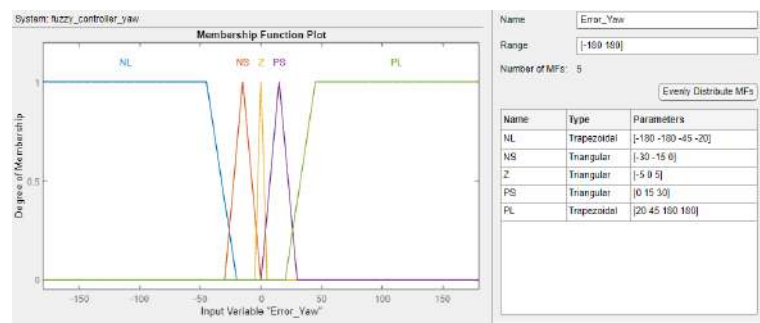 System: fuzzy_controller_yaw
Membership Function Plot
NL NS Z PS PL
1
0.5
0
Degree of Membership
-150 -100 -50 0 50 100 150
Input Variable "Error_Yaw"
Name Error_Yaw
Range [-180 180]
Number of MFs: 5
Evenly Distribute MFs
Name Type Parameters
NL Trapezoidal [-180 -180 -45 -20]
NS Triangular [-30 -15 0]
Z Triangular [-5 0 5]
PS Triangular [0 15 30]
PL Trapezoidal [20 45 180 180]